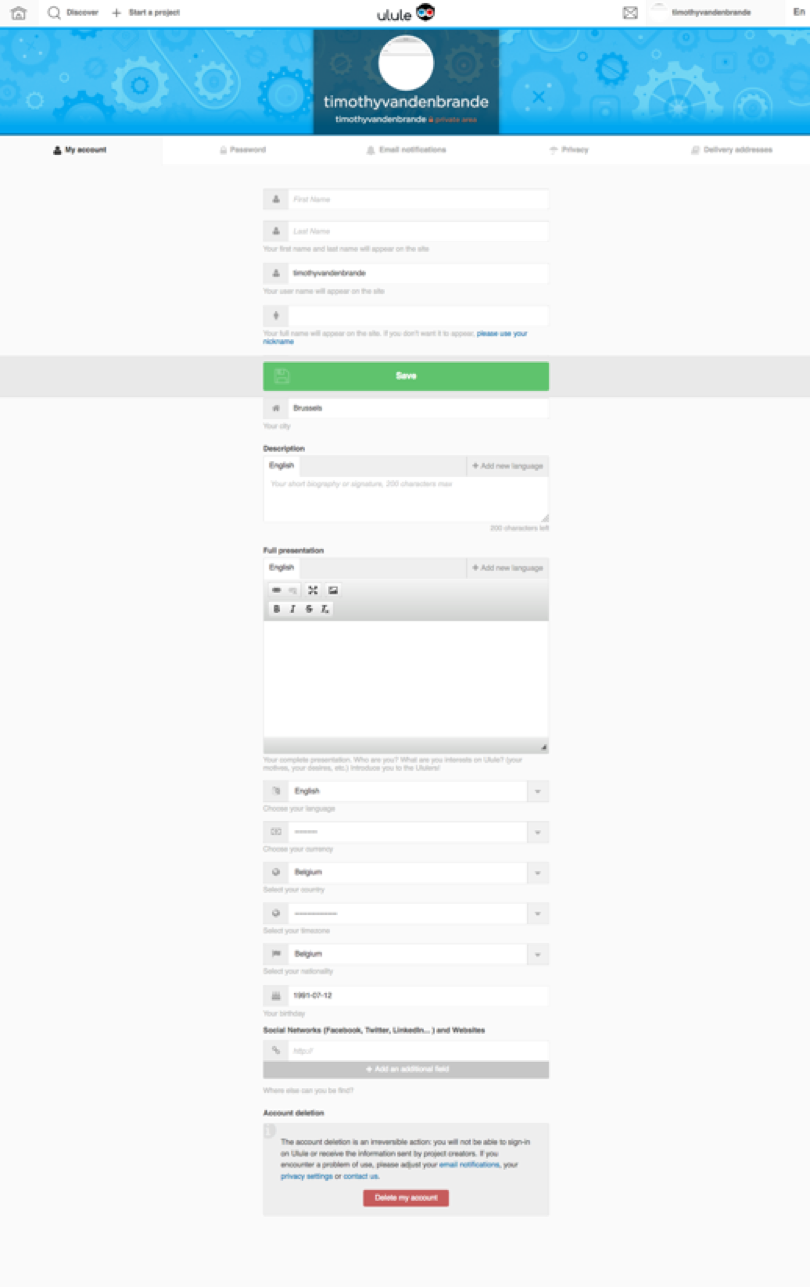 Discover
Start a project
ulule
timothyvandenbrande
En
timothyvandenbrande
timothyvandenbrande private area
My account
Password
Email notifications
Privacy
Delivery addresses
First Name
Last Name
Your first name and last name will appear on the site
timothyvandenbrande
Your user name will appear on the site
Your full name will appear on the site. If you don't want it to appear, please use your
nickname
Save
Brussels
Your city
Description
English
+ Add new language
Your short biography or signature, 200 characters max
200 characters left
Full presentation
English
+ Add new language
B I S Tx
Your complete presentation. Who are you? What are you interests on Ulule? (your
motives, your desires, etc.) Introduce you to the Ululers!
English
Choose your language
---------
Choose your currency
Belgium
Select your country
-----------------
Select your timezone
Belgium
Select your nationality
1991-07-12
Your birthday
Social Networks (Facebook, Twitter, LinkedIn... ) and Websites
http://
+ Add an additional field
Where else can you be find?
Account deletion
The account deletion is an irreversible action: you will not be able to sign-in
on Ulule or receive the information sent by project creators. If you
encounter a problem of use, please adjust your email notifications, your
privacy settings or contact us.
Delete my account